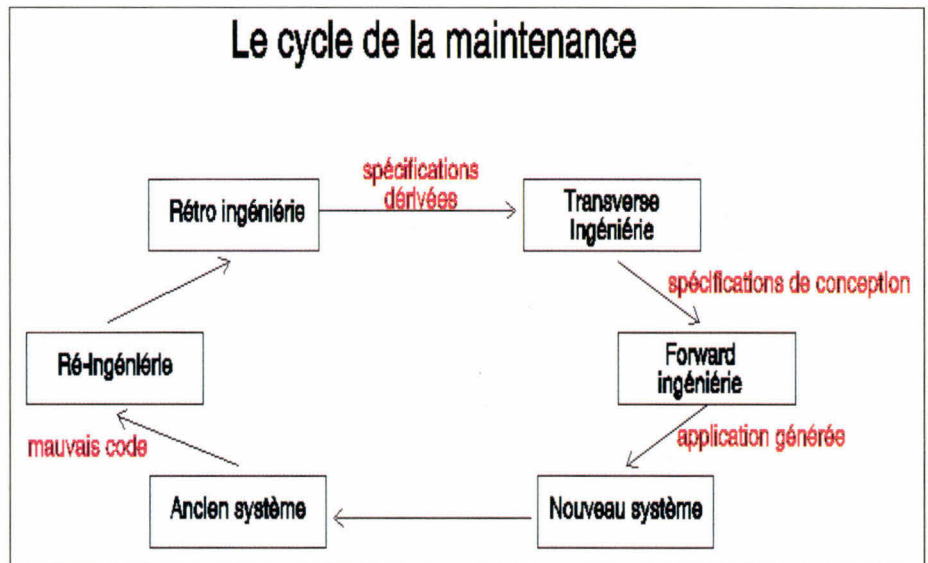 Le cycle de la maintenance
spécifications
dérivées
Rétro ingéniérie
Transverse
Ingéniérie
spécifications de conception
Ré-Ingéniérie
Forward
ingéniérie
mauvais code
application générée
Ancien système
Nouveau système